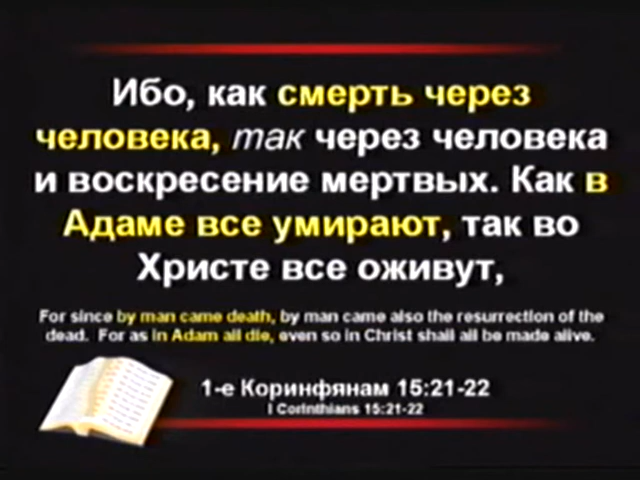 Ибо, как смерть через
человека, так через человека
и воскресение мертвых. Как в
Адаме все умирают, так во
Христе все оживут,
For since by man came death, by man came also the resurrection of the
dead. For as in Adam all die, even so in Christ shall all be made alive.
1-е Коринфянам 15:21-22
I Corinthians 15:21-22